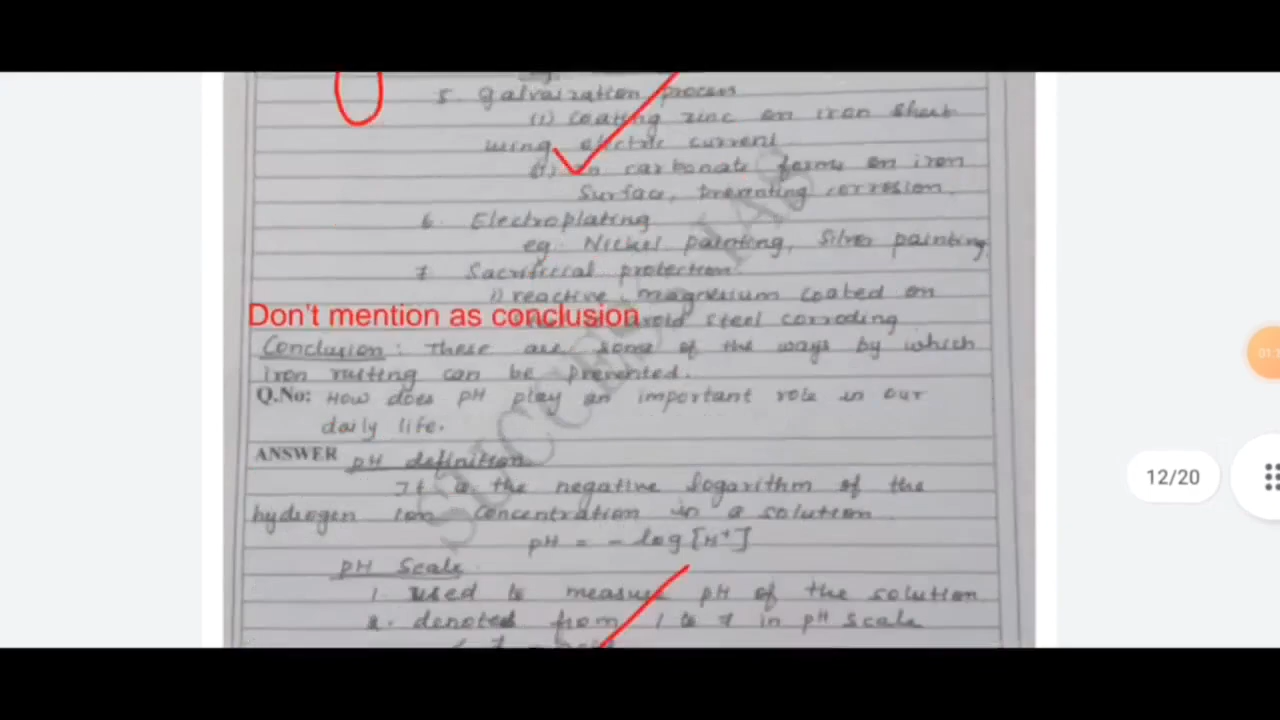 5. Galvaization process
(i) coating zinc on iron sheet
using electric current
carbonate forms on iron
Surface, preventing corrosion.
6. Electroplating
eg. Nickel painting, Silver painting
7 Sacrificial protection.
i) reactive magnesium coated on
Don't mention as conclusion
steel corroding
Conclusion: These are some of the ways by which
iron rusting can be prevented.
Q.No: How does pH play an important role in our
daily life.
ANSWER pH definition
It is the negative logarithm of the
hydrogen ion concentration in a solution
pH = - log [H+]
pH Scale
1. used to measure pH of the solution
2. denoted from 1 to 7 in pH scale
SUCCEED IAS
12/20